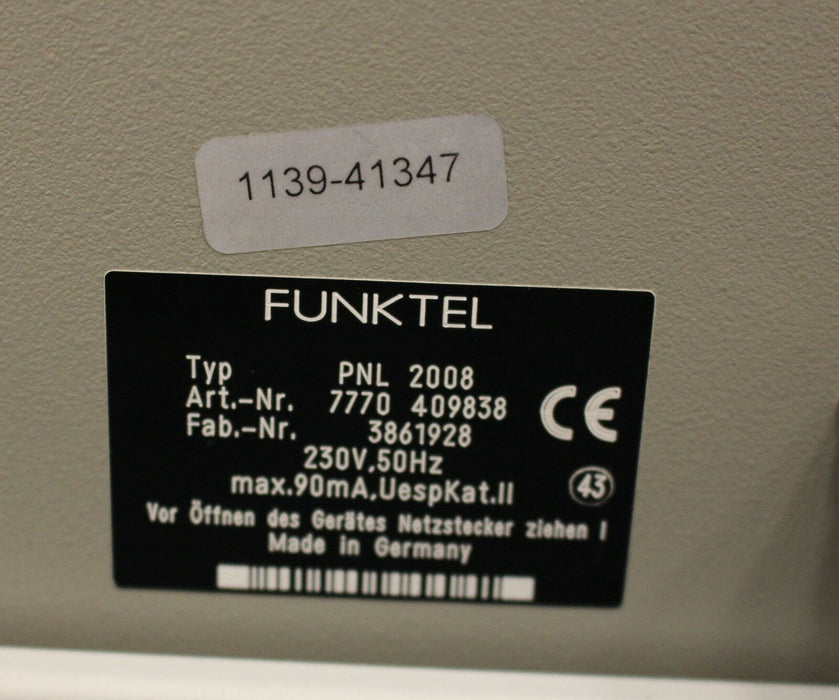 1139-41347
FUNKTEL
Typ PNL 2008
Art.-Nr. 7770 409838
Fab.-Nr. 3861928
230V,50Hz
max.90mA,UespKat.II
43
Vor Öffnen des Gerätes Netzstecker ziehen !
Made in Germany
CE